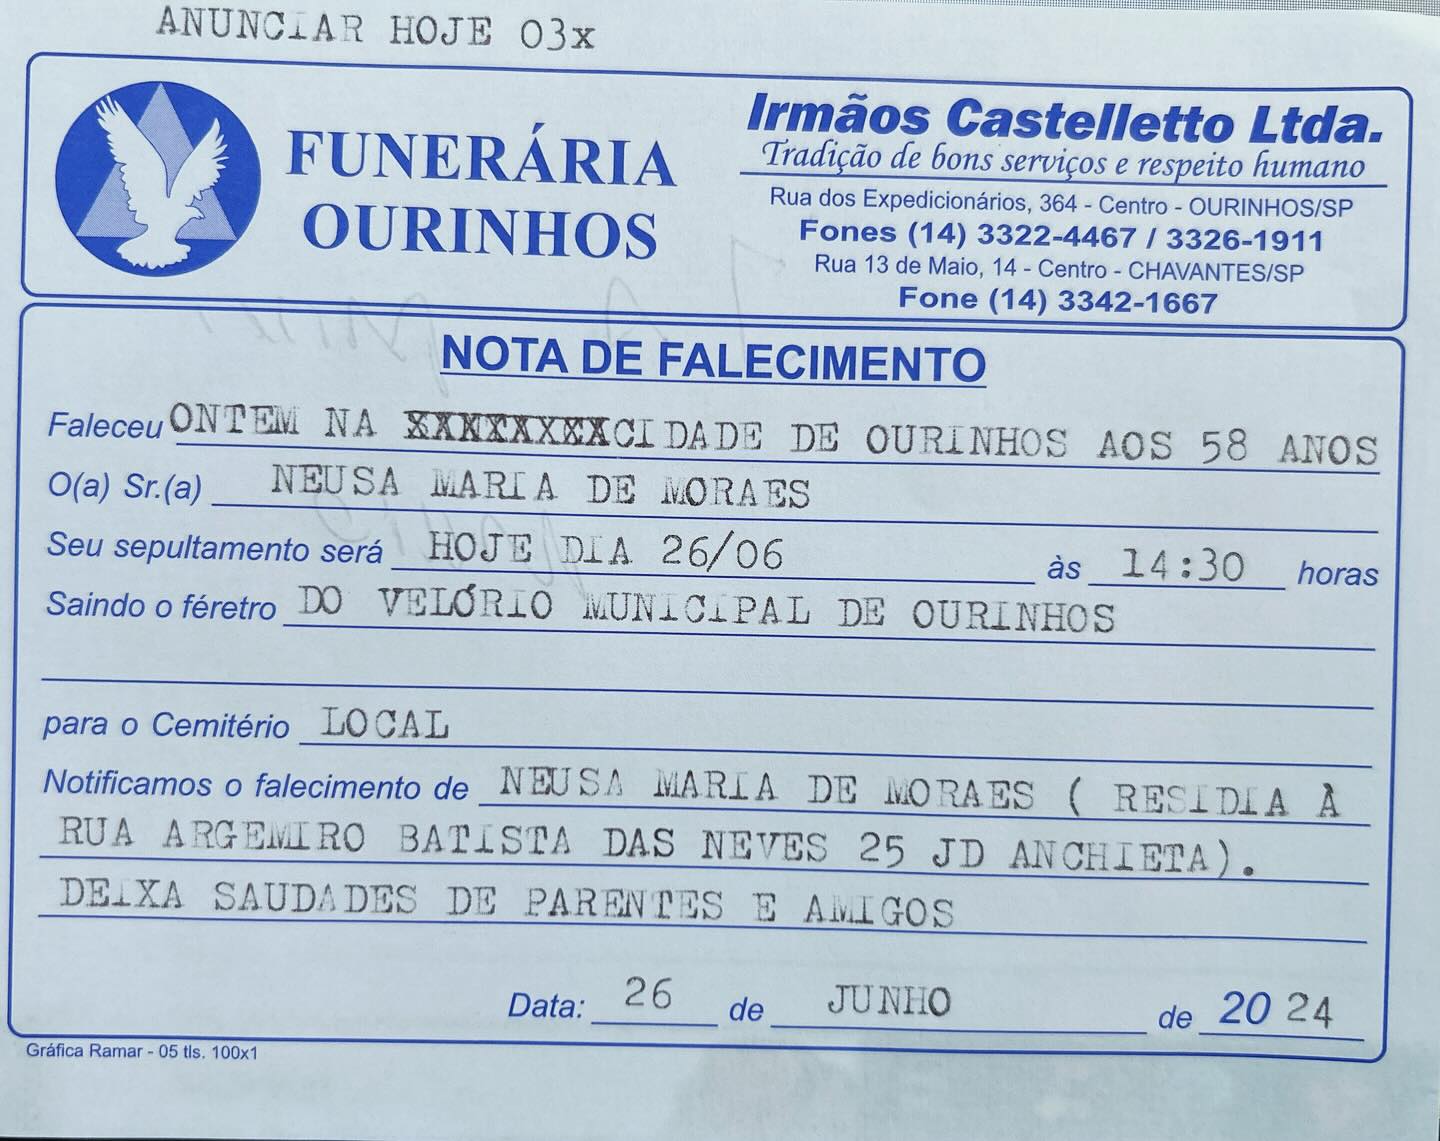 ANUNCIAR HOJE 03x
FUNERÁRIA
OURINHOS
Irmãos Castelletto Ltda.
Tradição de bons serviços e respeito humano
Rua dos Expedicionários, 364 - Centro - OURINHOS/SP
Fones (14) 3322-4467 / 3326-1911
Rua 13 de Maio, 14 - Centro - CHAVANTES/SP
Fone (14) 3342-1667
NOTA DE FALECIMENTO
Faleceu ONTEM NA XXXXXXXXCIDADE DE OURINHOS AOS 58 ANOS
O(a) Sr.(a) NEUSA MARIA DE MORAES
Seu sepultamento será HOJE DIA 26/06 às 14:30 horas
Saindo o féretro DO VELÓRIO MUNICIPAL DE OURINHOS
para o Cemitério LOCAL
Notificamos o falecimento de NEUSA MARIA DE MORAES ( RESIDIA À
RUA ARGEMIRO BATISTA DAS NEVES 25 JD ANCHIETA).
DEIXA SAUDADES DE PARENTES E AMIGOS
Data: 26 de JUNHO de 20 24
Gráfica Ramar - 05 tls. 100x1